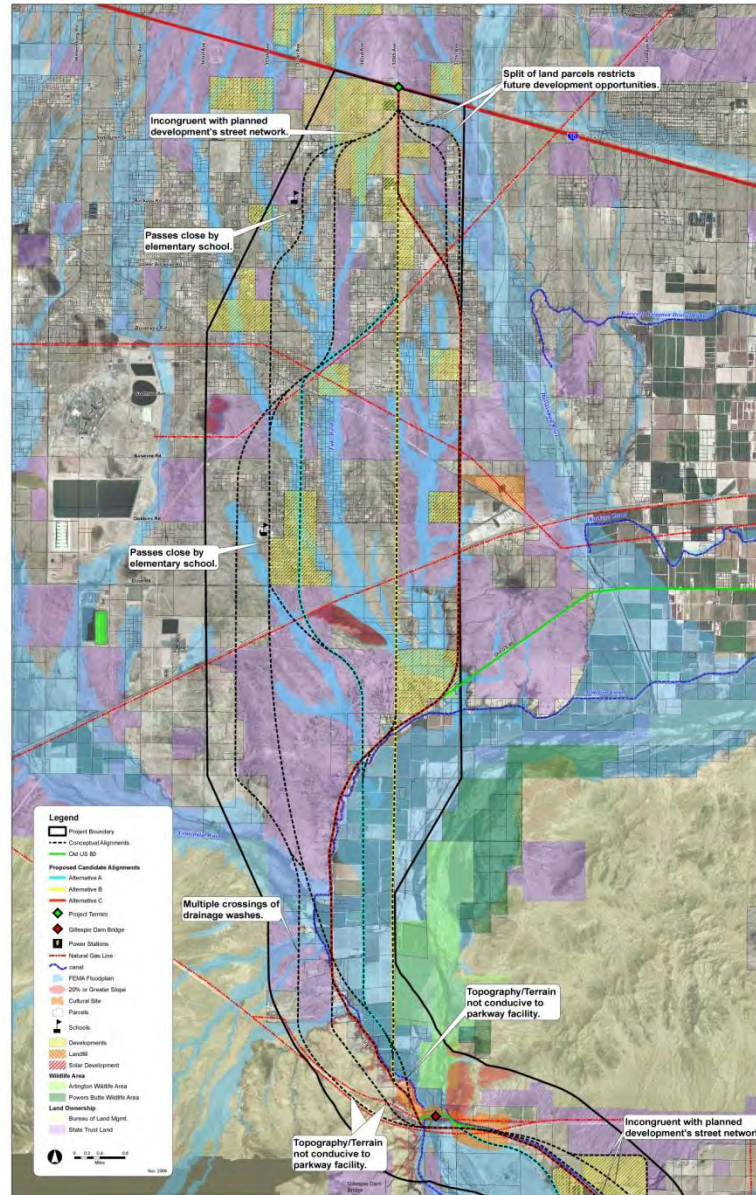 Split of land parcels restricts
future development opportunities.
Incongruent with planned
development's street network.
10
Passes close by
elementary school.
Passes close by
elementary school.
Multiple crossings of
drainage washes.
Topography/Terrain
not conducive to
parkway facility.
Topography/Terrain
not conducive to
parkway facility.
Incongruent with planned
development's street network
Gillespie Dam
Bridge
Legend
Project Boundary
Conceptual Alignments
Old US 80
Proposed Candidate Alignments
Alternative A
Alternative B
Alternative C
Project Termini
Gillespie Dam Bridge
Power Stations
Natural Gas Line
canal
FEMA Floodplain
20% or Greater Slope
Cultural Site
Parcels
Schools
Developments
Landfill
Solar Development
Wildlife Area
Arlington Wildlife Area
Powers Butte Wildlife Area
Land Ownership
Bureau of Land Mgmt.
State Trust Land
Miles